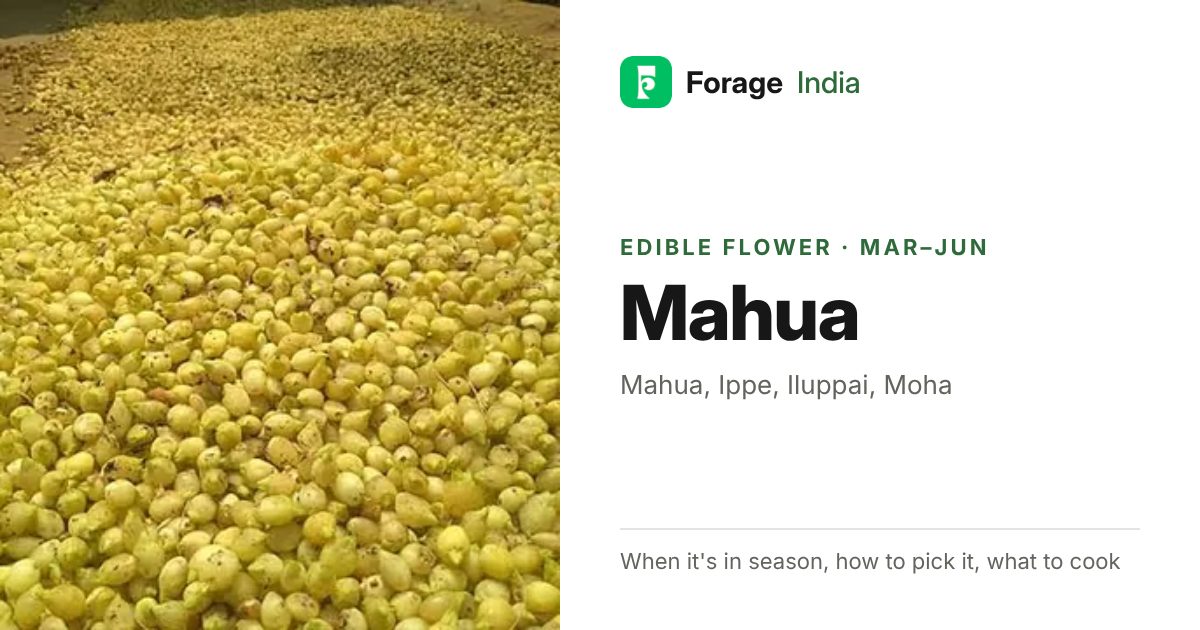 Forage India
EDIBLE FLOWER · MAR–JUN
Mahua
Mahua, Ippe, Iluppai, Moha
When it's in season, how to pick it, what to cook